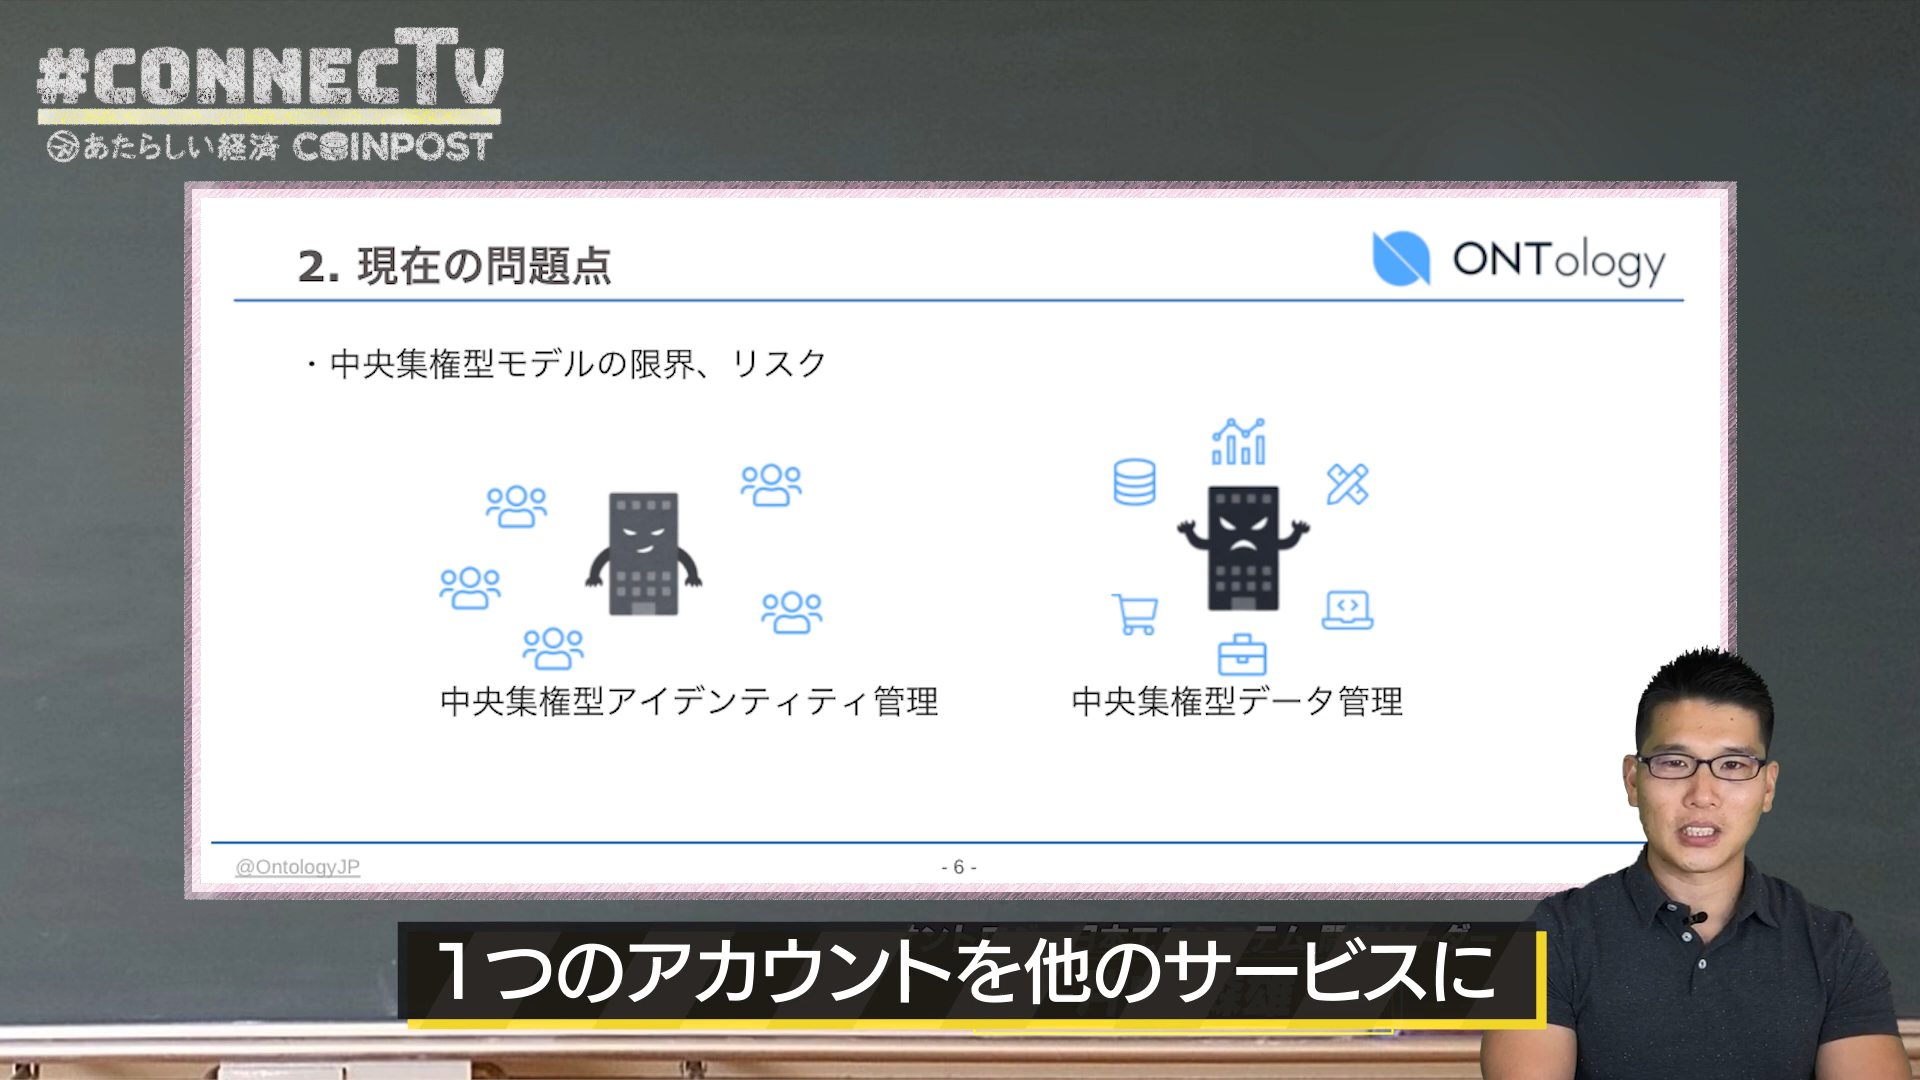 #CONNECTV
あたらしい経済 COINPOST
2. 現在の問題点
ONTology
・中央集権型モデルの限界、リスク
中央集権型アイデンティティ管理
中央集権型データ管理
@OntologyJP
- 6 -
1つのアカウントを他のサービスに